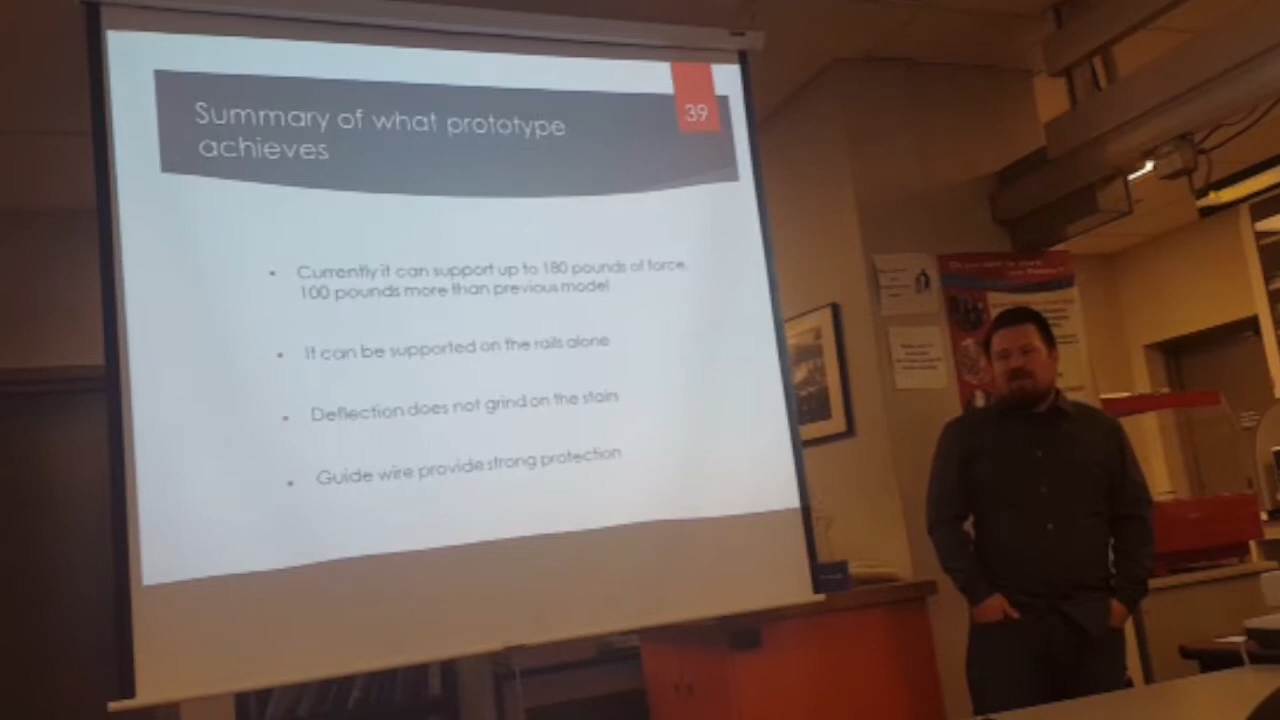 39
Summary of what prototype
achieves
• Currently it can support up to 180 pounds of force,
100 pounds more than previous model
• It can be supported on the rails alone
• Deflection does not grind on the stairs
• Guide wire provide strong protection